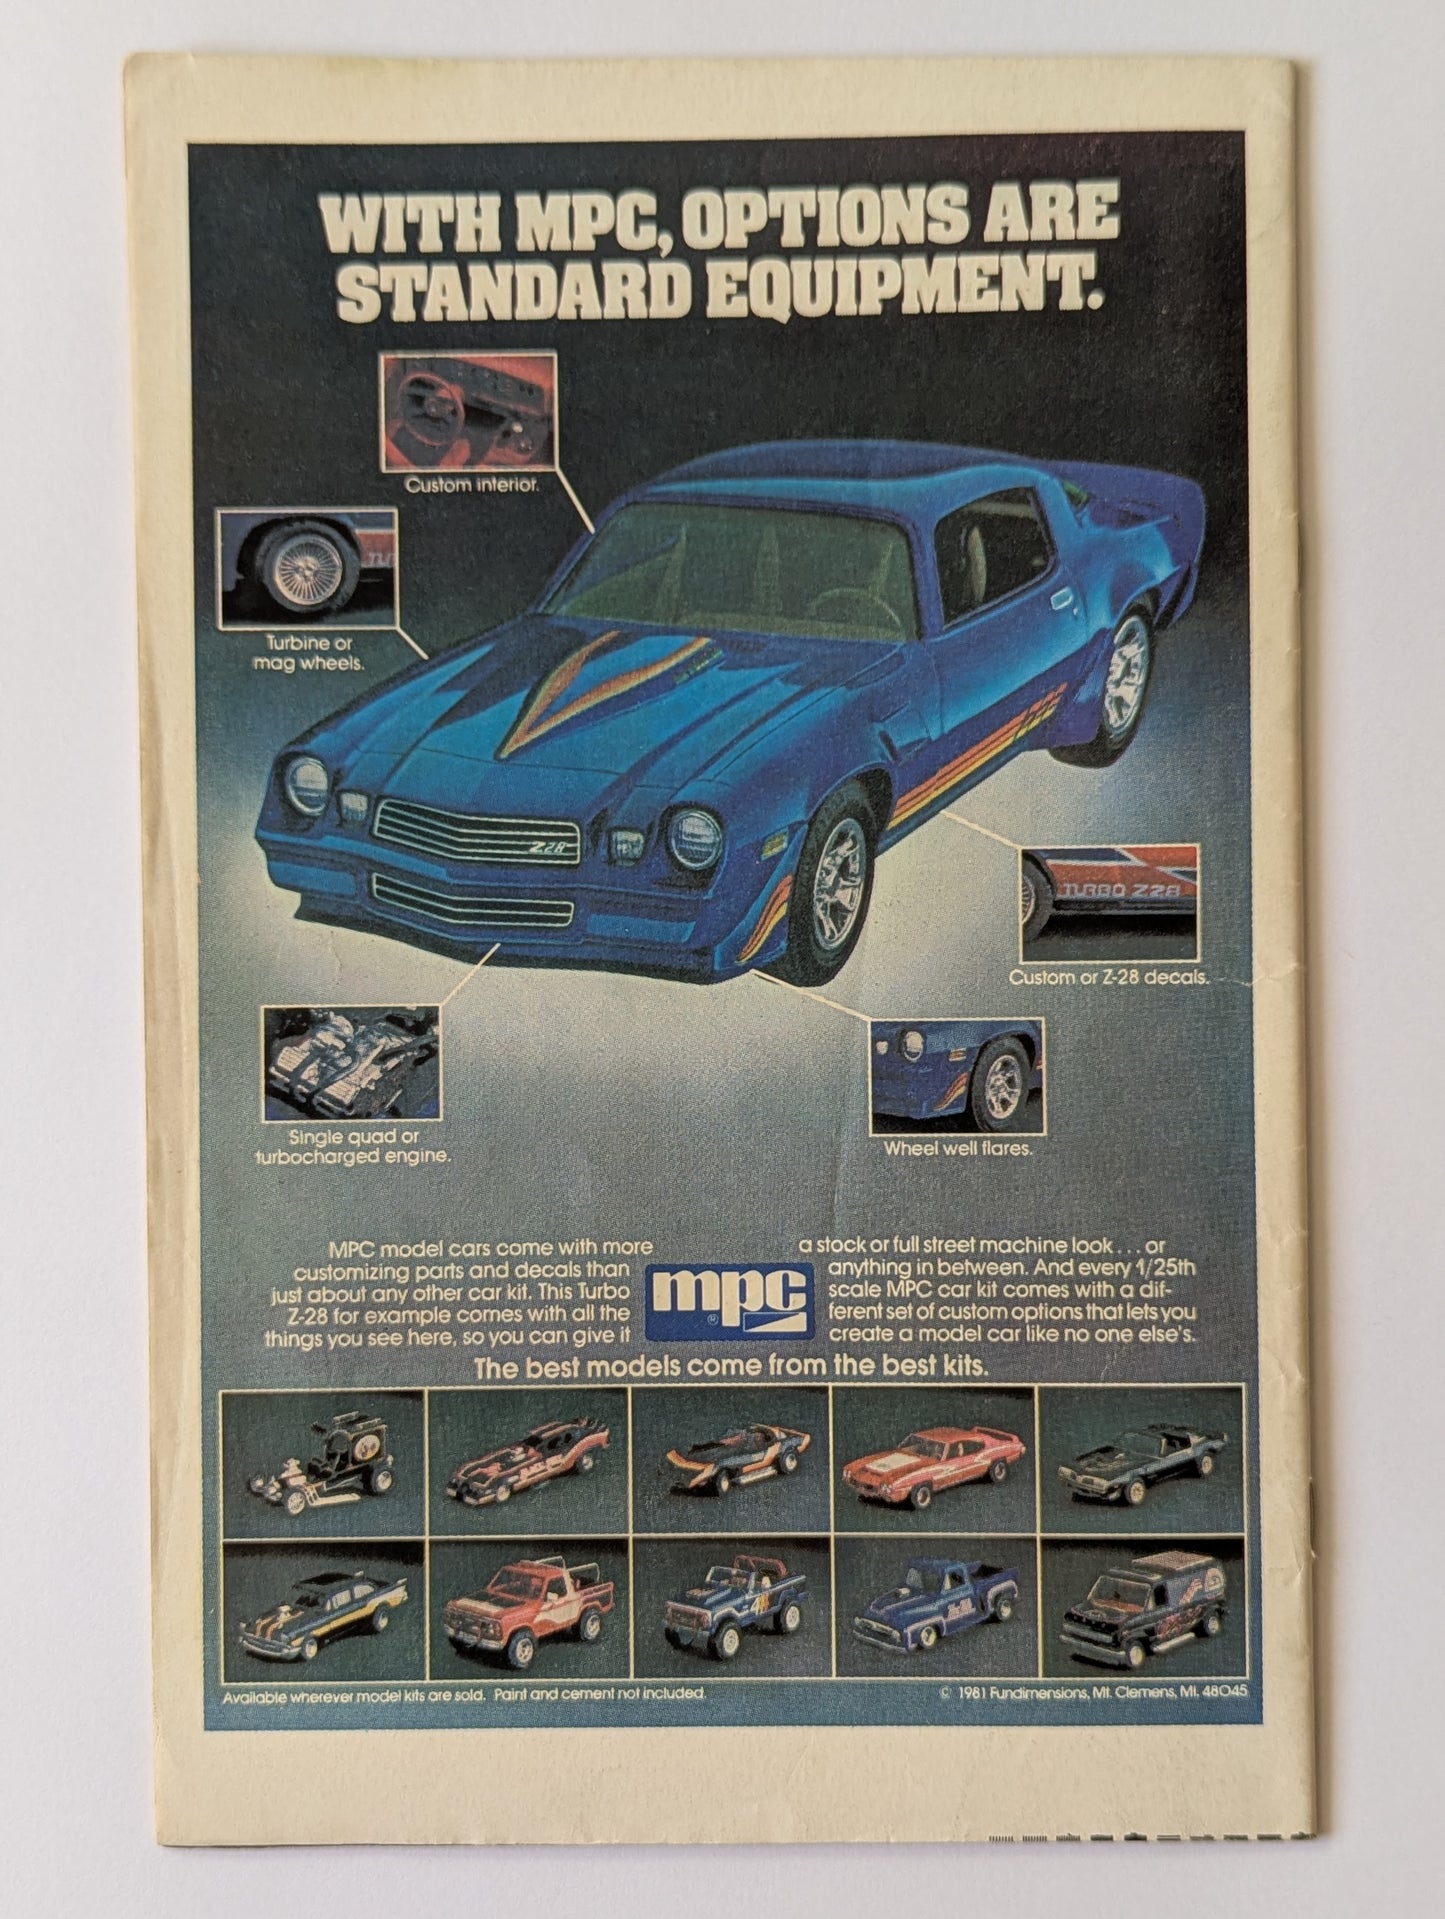 WITH MPC, OPTIONS ARE
STANDARD EQUIPMENT.
Custom interior.
Turbine or
mag wheels.
Z28
TURBO Z28
Custom or Z-28 decals.
Single quad or
turbocharged engine.
Wheel well flares.
MPC model cars come with more
customizing parts and decals than
just about any other car kit. This Turbo
Z-28 for example comes with all the
things you see here, so you can give it
mpc
®
a stock or full street machine look... or
anything in between. And every 1/25th
scale MPC car kit comes with a dif-
ferent set of custom options that lets you
create a model car like no one else's.
The best models come from the best kits.
Available wherever model kits are sold. Paint and cement not included.
© 1981 Fundimensions, Mt. Clemens, MI. 48045